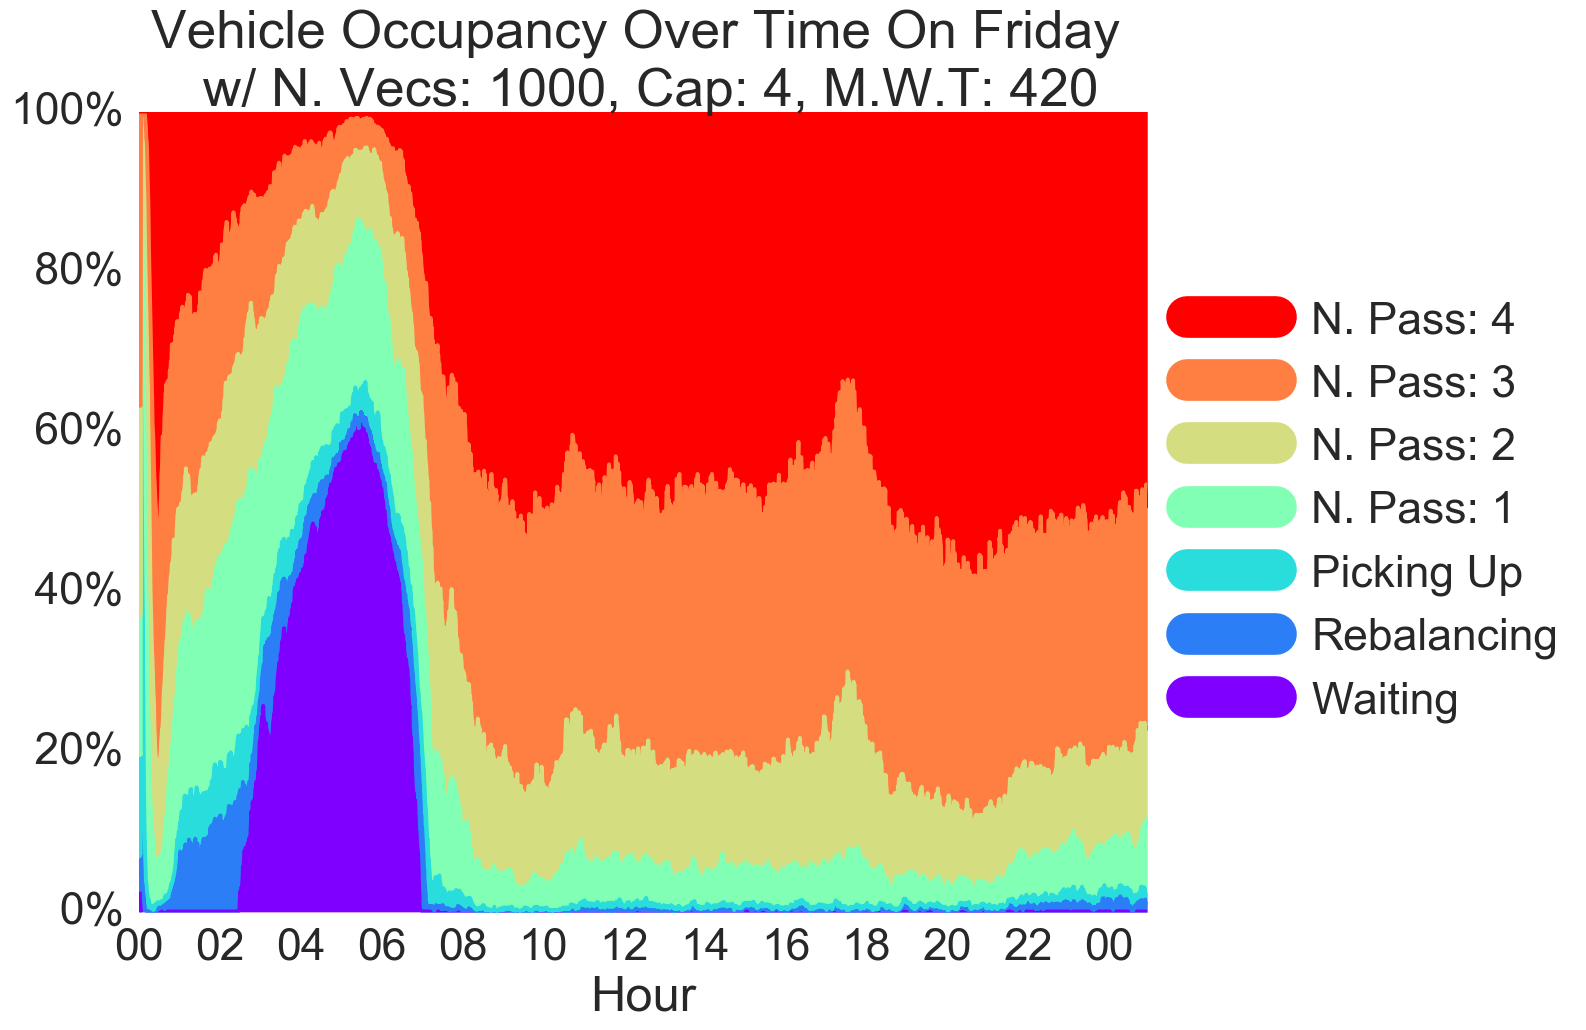 Vehicle Occupancy Over Time On Friday
w/ N. Vecs: 1000, Cap: 4, M.W.T: 420
100%
80%
60%
40%
20%
0%
00 02 04 06 08 10 12 14 16 18 20 22 00
Hour
N. Pass: 4
N. Pass: 3
N. Pass: 2
N. Pass: 1
Picking Up
Rebalancing
Waiting